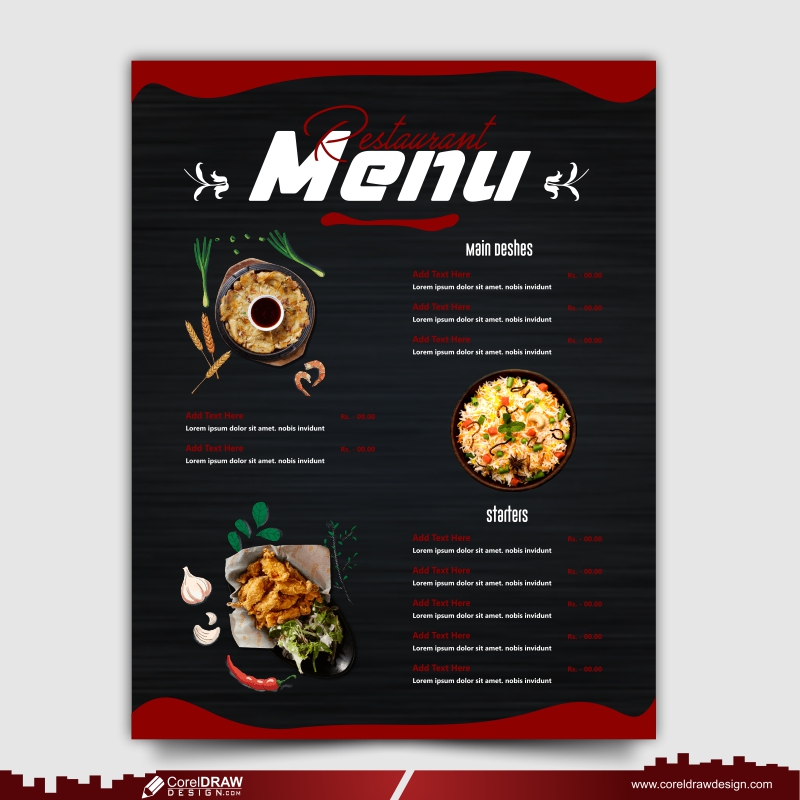 Restaurant
Menu
Main Deshes
Add Text Here Rs. - 00.00
Lorem ipsum dolor sit amet. nobis invidunt
Add Text Here Rs. - 00.00
Lorem ipsum dolor sit amet. nobis invidunt
Add Text Here Rs. - 00.00
Lorem ipsum dolor sit amet. nobis invidunt
Add Text Here Rs. - 00.00
Lorem ipsum dolor sit amet. nobis invidunt
Add Text Here Rs. - 00.00
Lorem ipsum dolor sit amet. nobis invidunt
starters
Add Text Here Rs. - 00.00
Lorem ipsum dolor sit amet. nobis invidunt
Add Text Here Rs. - 00.00
Lorem ipsum dolor sit amet. nobis invidunt
Add Text Here Rs. - 00.00
Lorem ipsum dolor sit amet. nobis invidunt
Add Text Here Rs. - 00.00
Lorem ipsum dolor sit amet. nobis invidunt
Add Text Here Rs. - 00.00
Lorem ipsum dolor sit amet. nobis invidunt
CorelDRAW
DESIGN.COM
www.coreldrawdesign.com